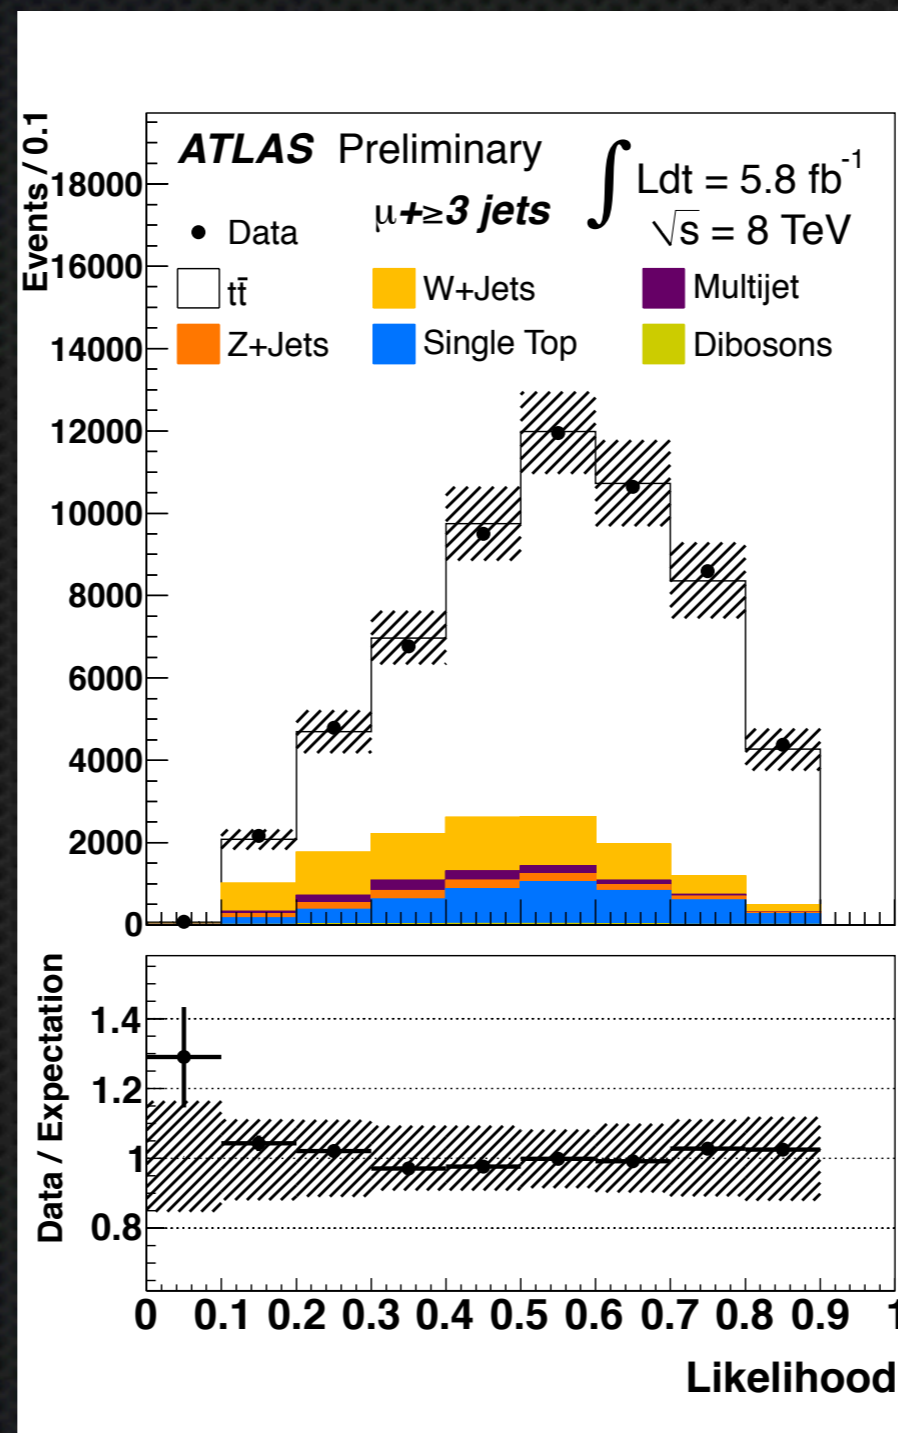 Events / 0.1
ATLAS Preliminary
∫ Ldt = 5.8 fb⁻¹
μ+≥3 jets
√s = 8 TeV
Data
tt̄
W+Jets
Multijet
Z+Jets
Single Top
Dibosons
18000
16000
14000
12000
10000
8000
6000
4000
2000
0
Data / Expectation
1.4
1.2
1
0.8
0 0.1 0.2 0.3 0.4 0.5 0.6 0.7 0.8 0.9 1
Likelihood